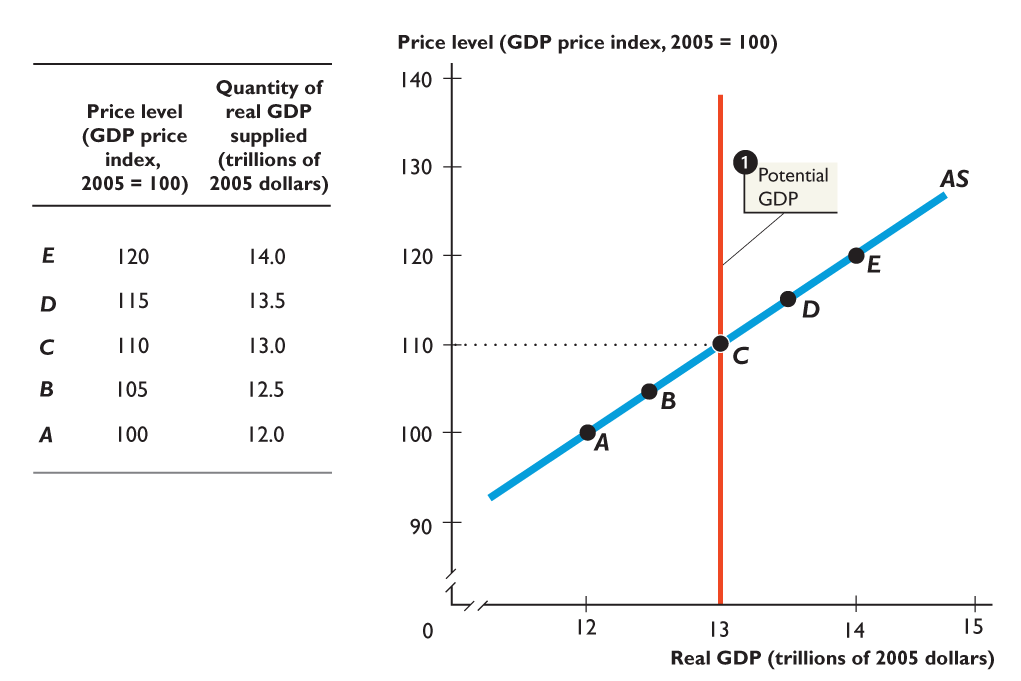 Price level (GDP price index, 2005 = 100)
Price level
(GDP price
index,
2005 = 100)
Quantity of
real GDP
supplied
(trillions of
2005 dollars)
E 120 14.0
D 115 13.5
C 110 13.0
B 105 12.5
A 100 12.0
140
130
120
110
100
90
0
1
Potential
GDP
AS
E
D
C
B
A
12 13 14 15
Real GDP (trillions of 2005 dollars)